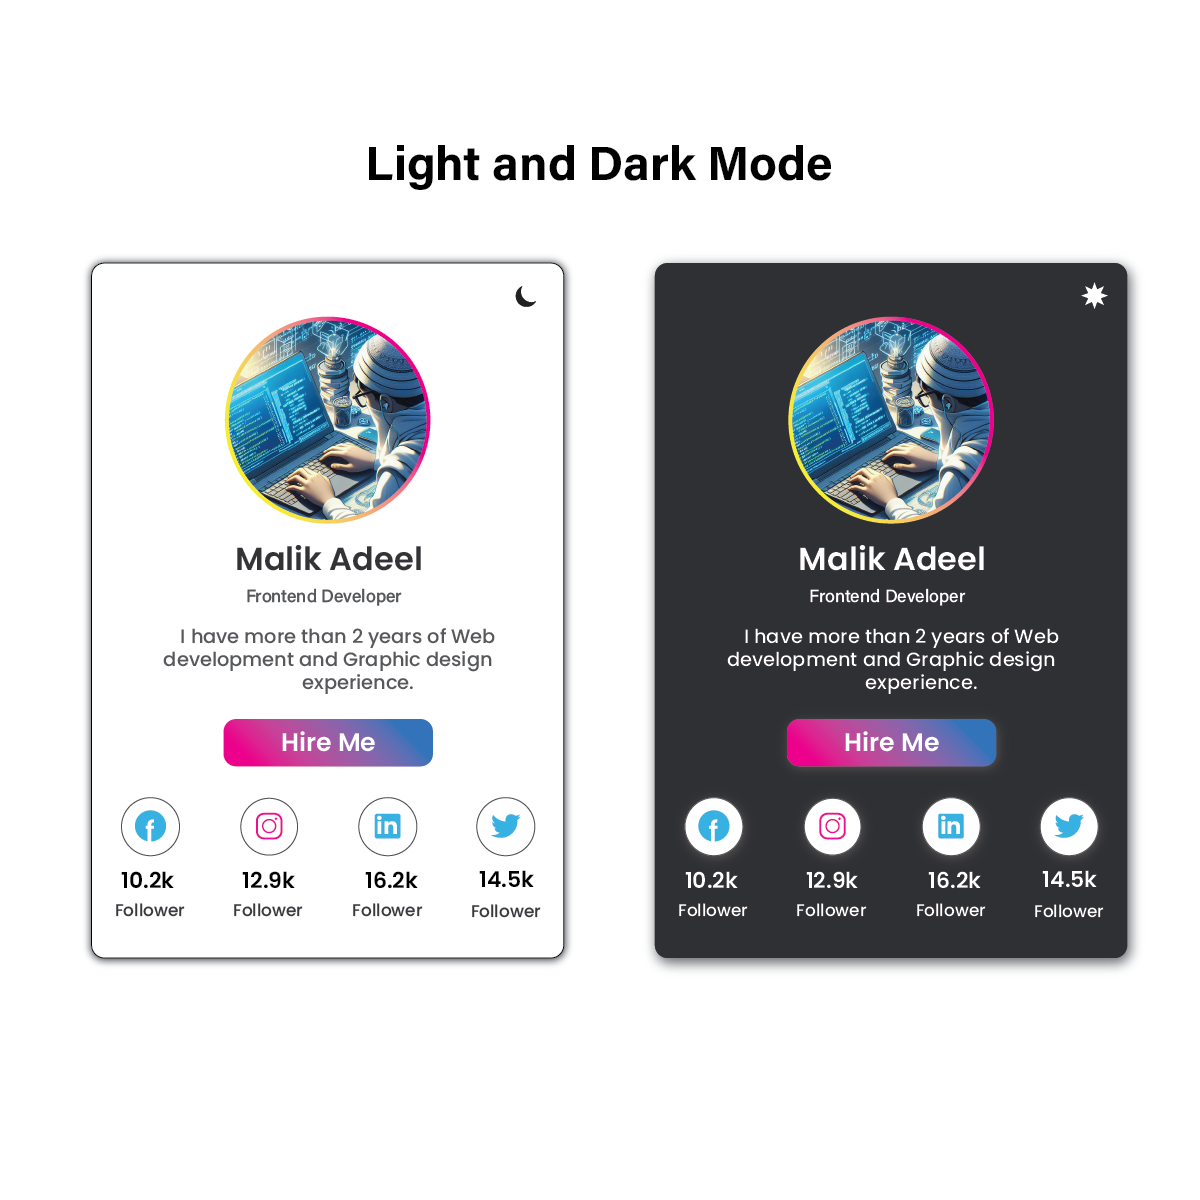 Light and Dark Mode
Malik Adeel
Frontend Developer
I have more than 2 years of Web
development and Graphic design
experience.
Hire Me
10.2k 12.9k 16.2k 14.5k
Follower Follower Follower Follower
Malik Adeel
Frontend Developer
I have more than 2 years of Web
development and Graphic design
experience.
Hire Me
10.2k 12.9k 16.2k 14.5k
Follower Follower Follower Follower